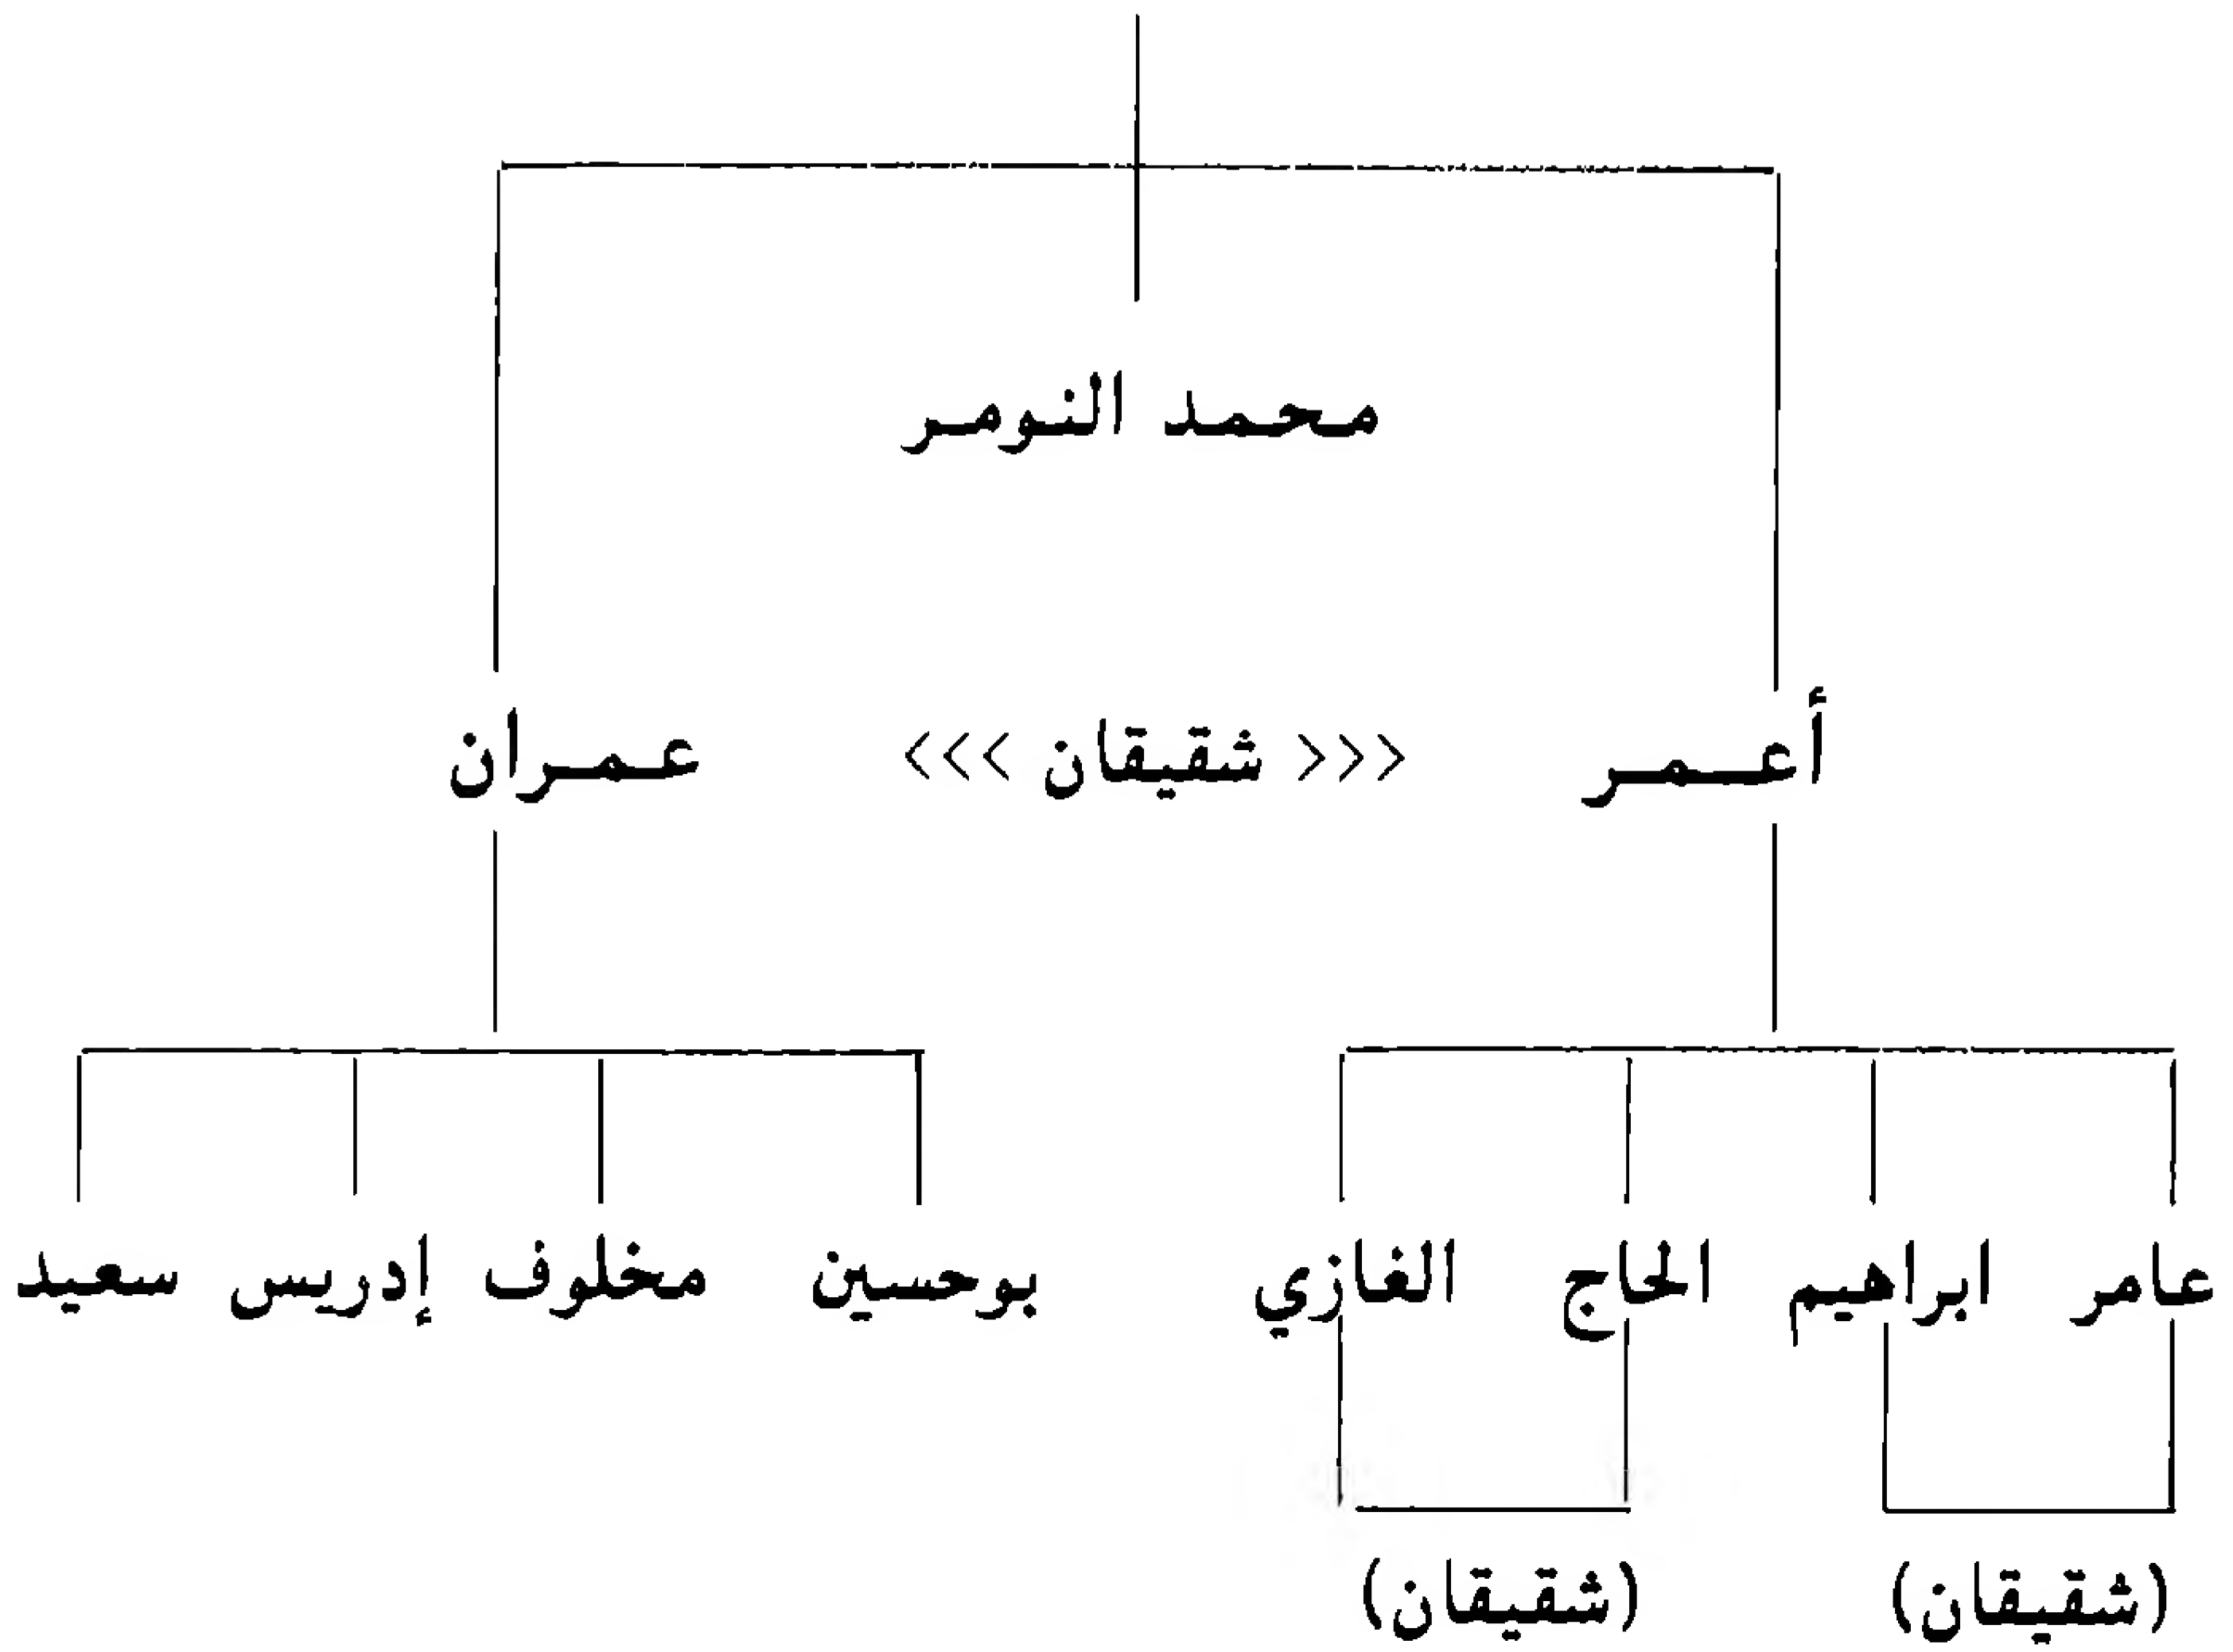 محمد النومر
أعمر <<< شقيقان >>> عمران
عامر ابراهيم الحاج الغازي بوحسين مخلوف إدريس سعيد
(شقيقان) (شقيقان)